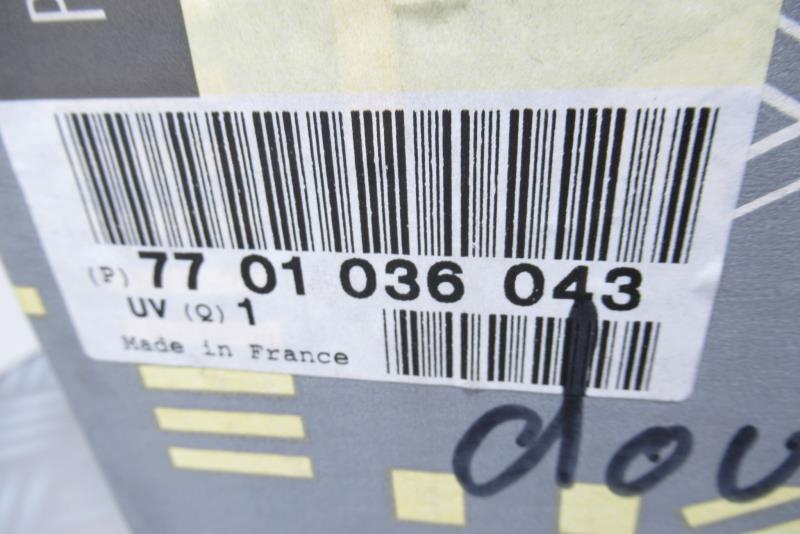 (P) 77 01 036 043
UV (Q) 1
Made in France